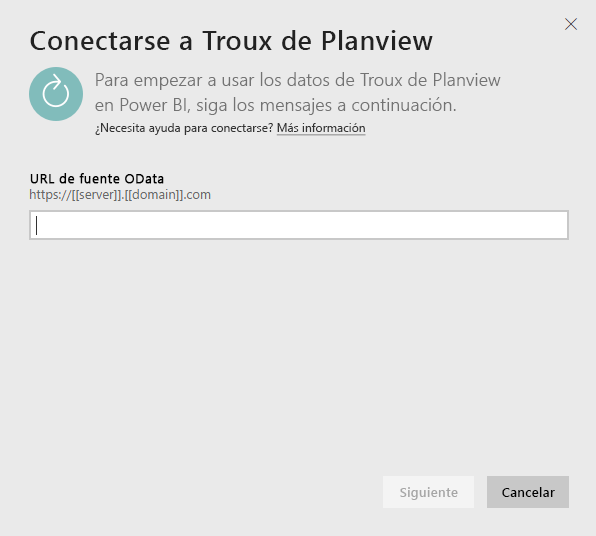 Conectarse a Troux de Planview
Para empezar a usar los datos de Troux de Planview
en Power BI, siga los mensajes a continuación.
¿Necesita ayuda para conectarse? Más información
URL de fuente OData
https://[[server]].[[domain]].com
Siguiente
Cancelar